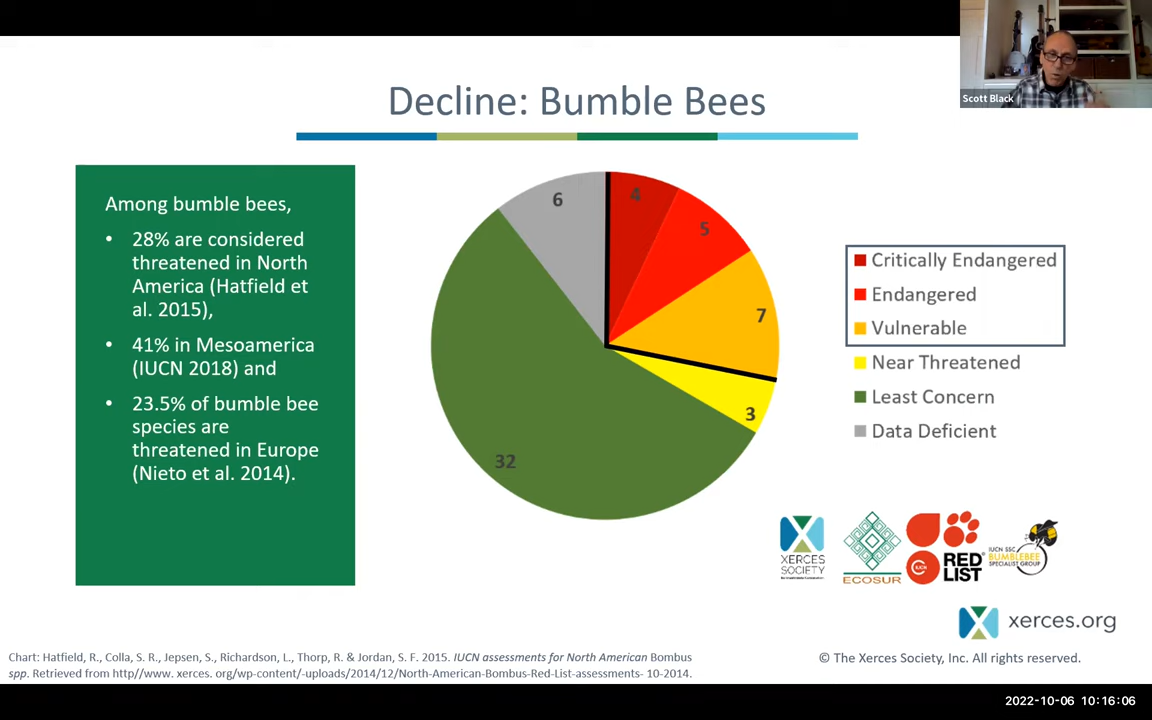 Scott Black
Decline: Bumble Bees
Among bumble bees,
• 28% are considered
threatened in North
America (Hatfield et
al. 2015),
• 41% in Mesoamerica
(IUCN 2018) and
• 23.5% of bumble bee
species are
threatened in Europe
(Nieto et al. 2014).
6
4
5
7
3
32
Critically Endangered
Endangered
Vulnerable
Near Threatened
Least Concern
Data Deficient
XERCES
SOCIETY
ECOSUR
IUCN
RED
LIST
IUCN SSC
BUMBLEBEE
SPECIALIST GROUP
xerces.org
Chart: Hatfield, R., Colla, S. R., Jepsen, S., Richardson, L., Thorp, R. & Jordan, S. F. 2015. IUCN assessments for North American Bombus
spp. Retrieved from http//www. xerces. org/wp-content/-uploads/2014/12/North-American-Bombus-Red-List-assessments- 10-2014.
© The Xerces Society, Inc. All rights reserved.
2022-10-06 10:16:06